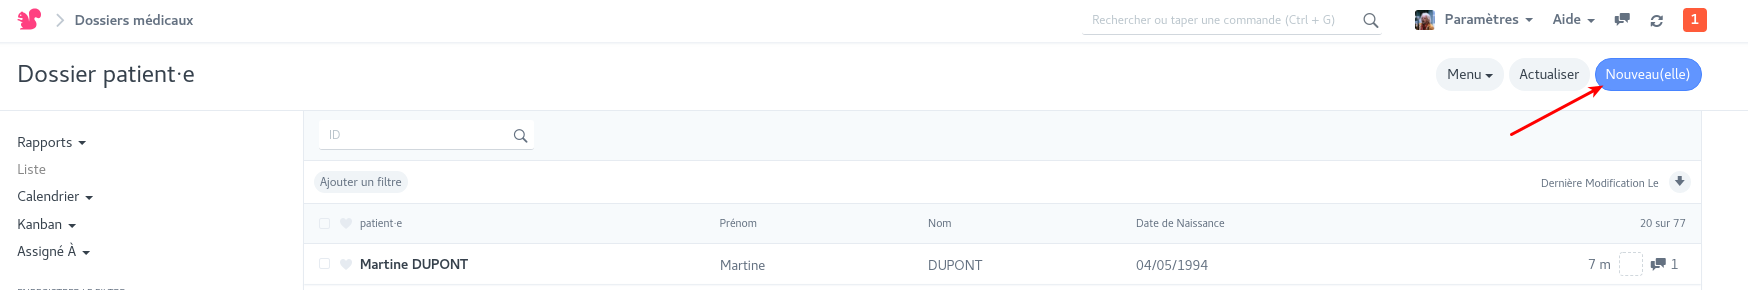 Dossiers médicaux
Rechercher ou taper une commande (Ctrl + G)
Paramètres
Aide
1
Dossier patient·e
Menu
Actualiser
Nouveau(elle)
Rapports
Liste
Calendrier
Kanban
Assigné À
ID
Ajouter un filtre
Dernière Modification Le
patient·e Prénom Nom Date de Naissance 20 sur 77
Martine DUPONT Martine DUPONT 04/05/1994 7 m 1